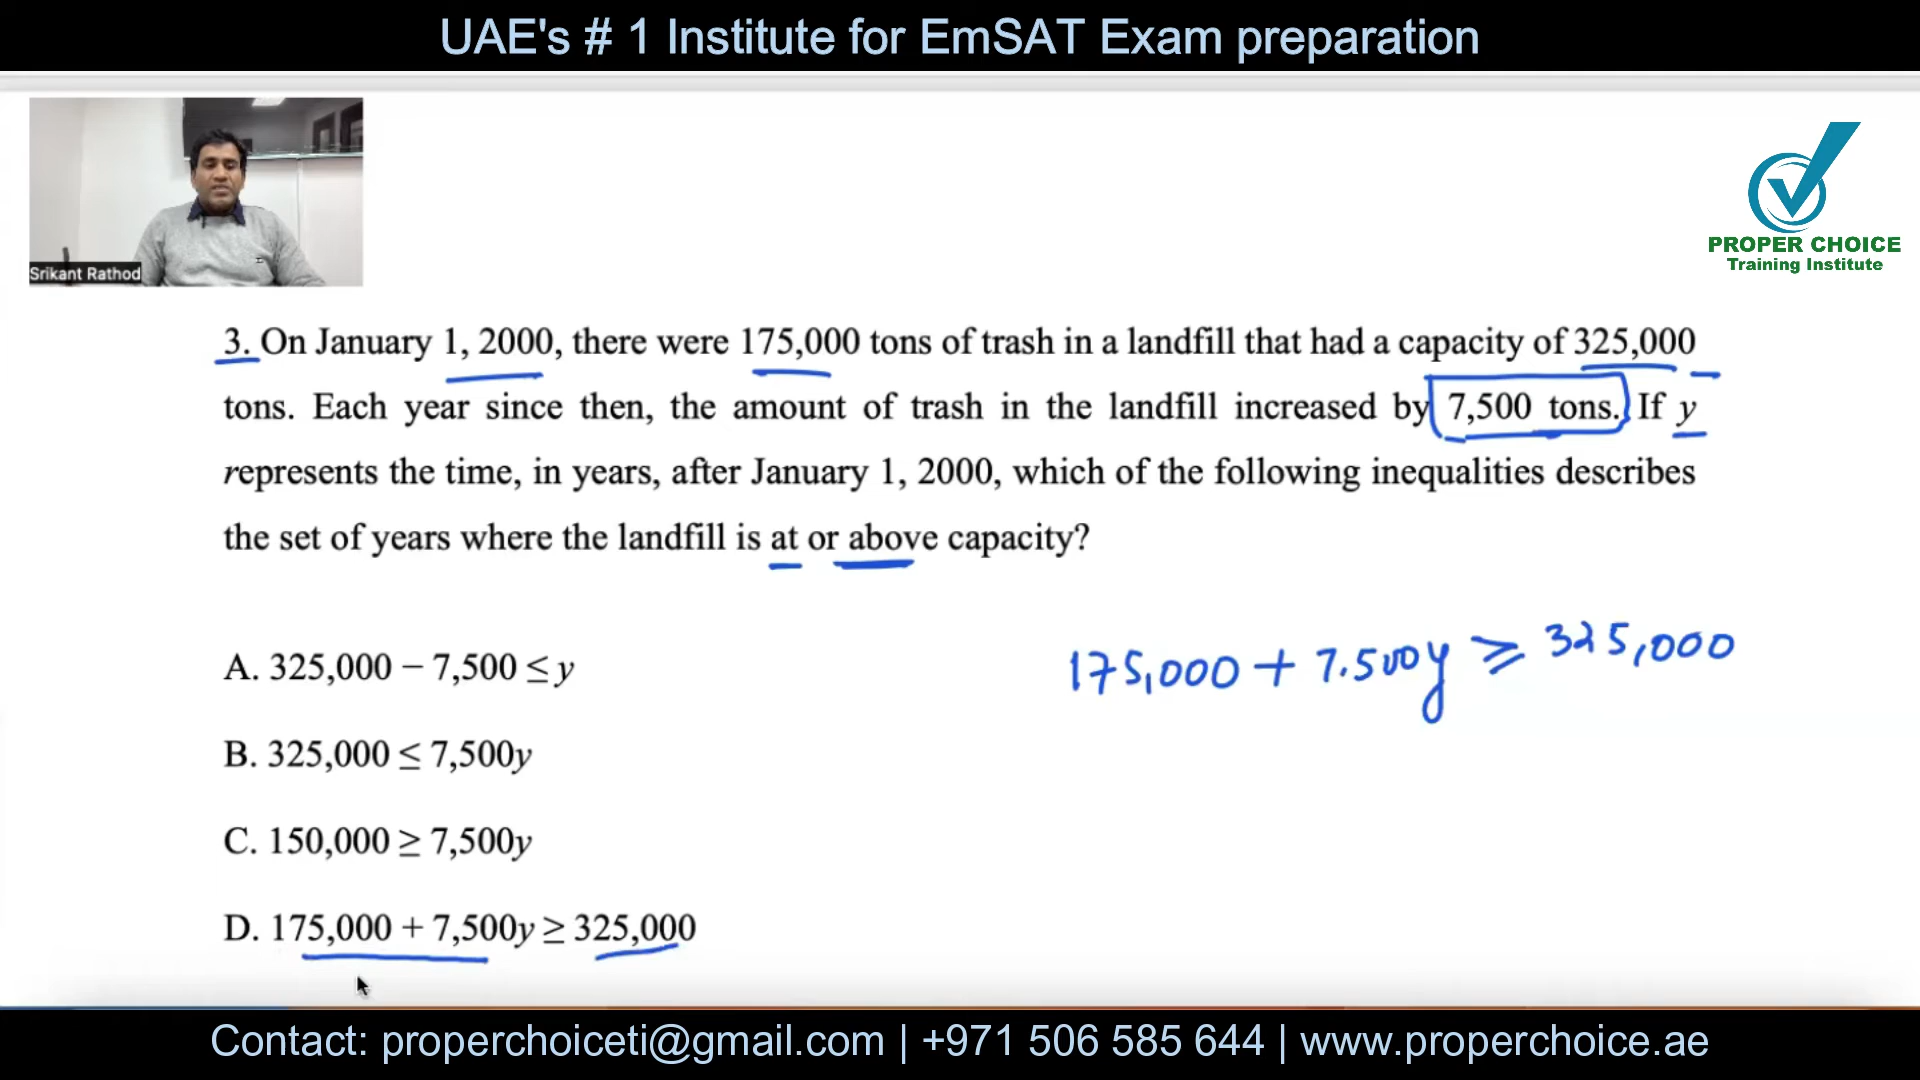 UAE's # 1 Institute for EmSAT Exam preparation
Srikant Rathod
PROPER CHOICE
Training Institute
3. On January 1, 2000, there were 175,000 tons of trash in a landfill that had a capacity of 325,000
tons. Each year since then, the amount of trash in the landfill increased by 7,500 tons. If y
represents the time, in years, after January 1, 2000, which of the following inequalities describes
the set of years where the landfill is at or above capacity?
A. 325,000 − 7,500 ≤ y
B. 325,000 ≤ 7,500y
C. 150,000 ≥ 7,500y
D. 175,000 + 7,500y ≥ 325,000
175,000 + 7.500y ≥ 325,000
Contact: properchoiceti@gmail.com | +971 506 585 644 | www.properchoice.ae